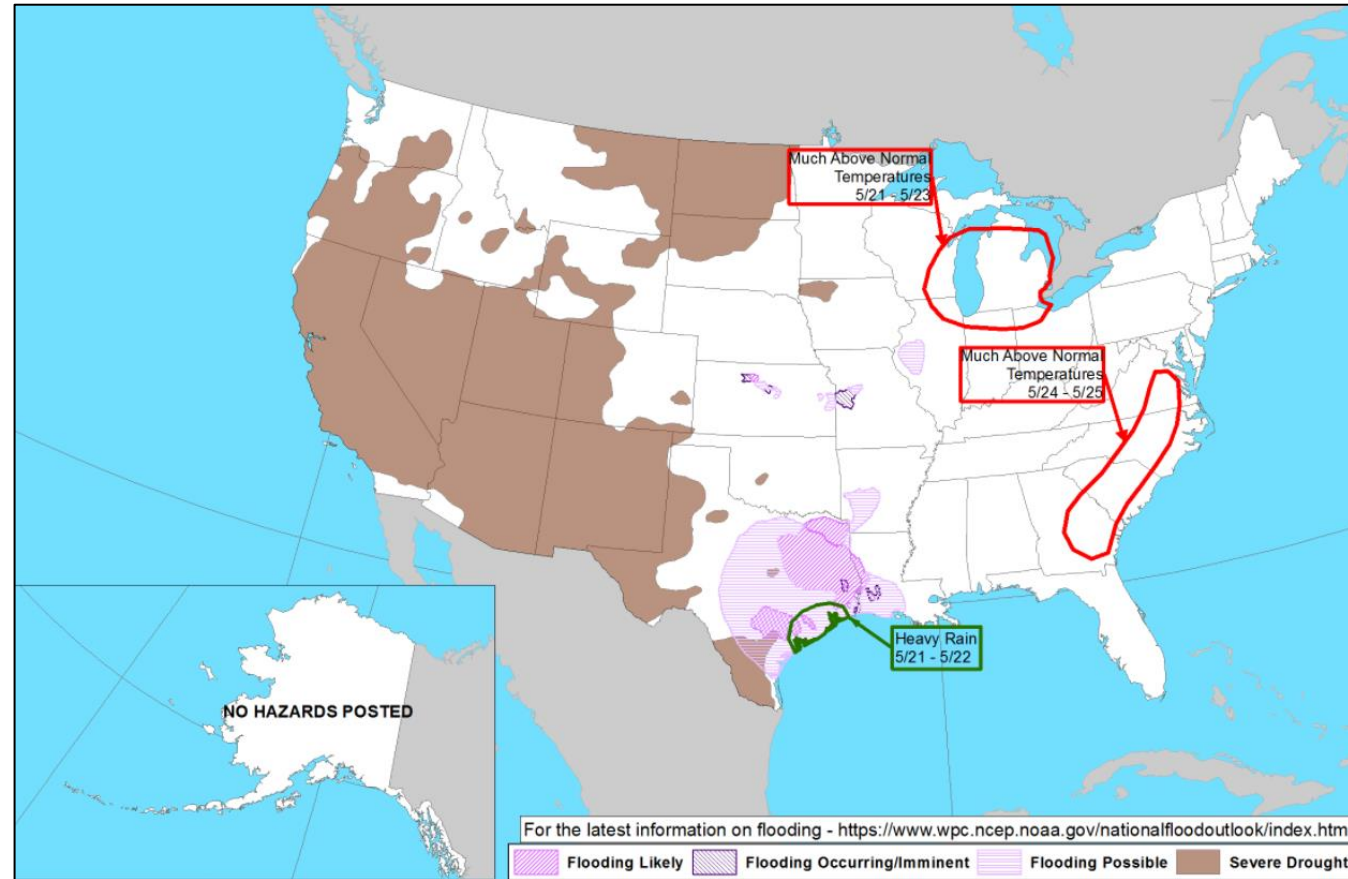 Much Above Normal
Temperatures
5/21 - 5/23
Much Above Normal
Temperatures
5/24 - 5/25
Heavy Rain
5/21 - 5/22
NO HAZARDS POSTED
For the latest information on flooding - https://www.wpc.ncep.noaa.gov/nationalfloodoutlook/index.htm
Flooding Likely
Flooding Occurring/Imminent
Flooding Possible
Severe Drought